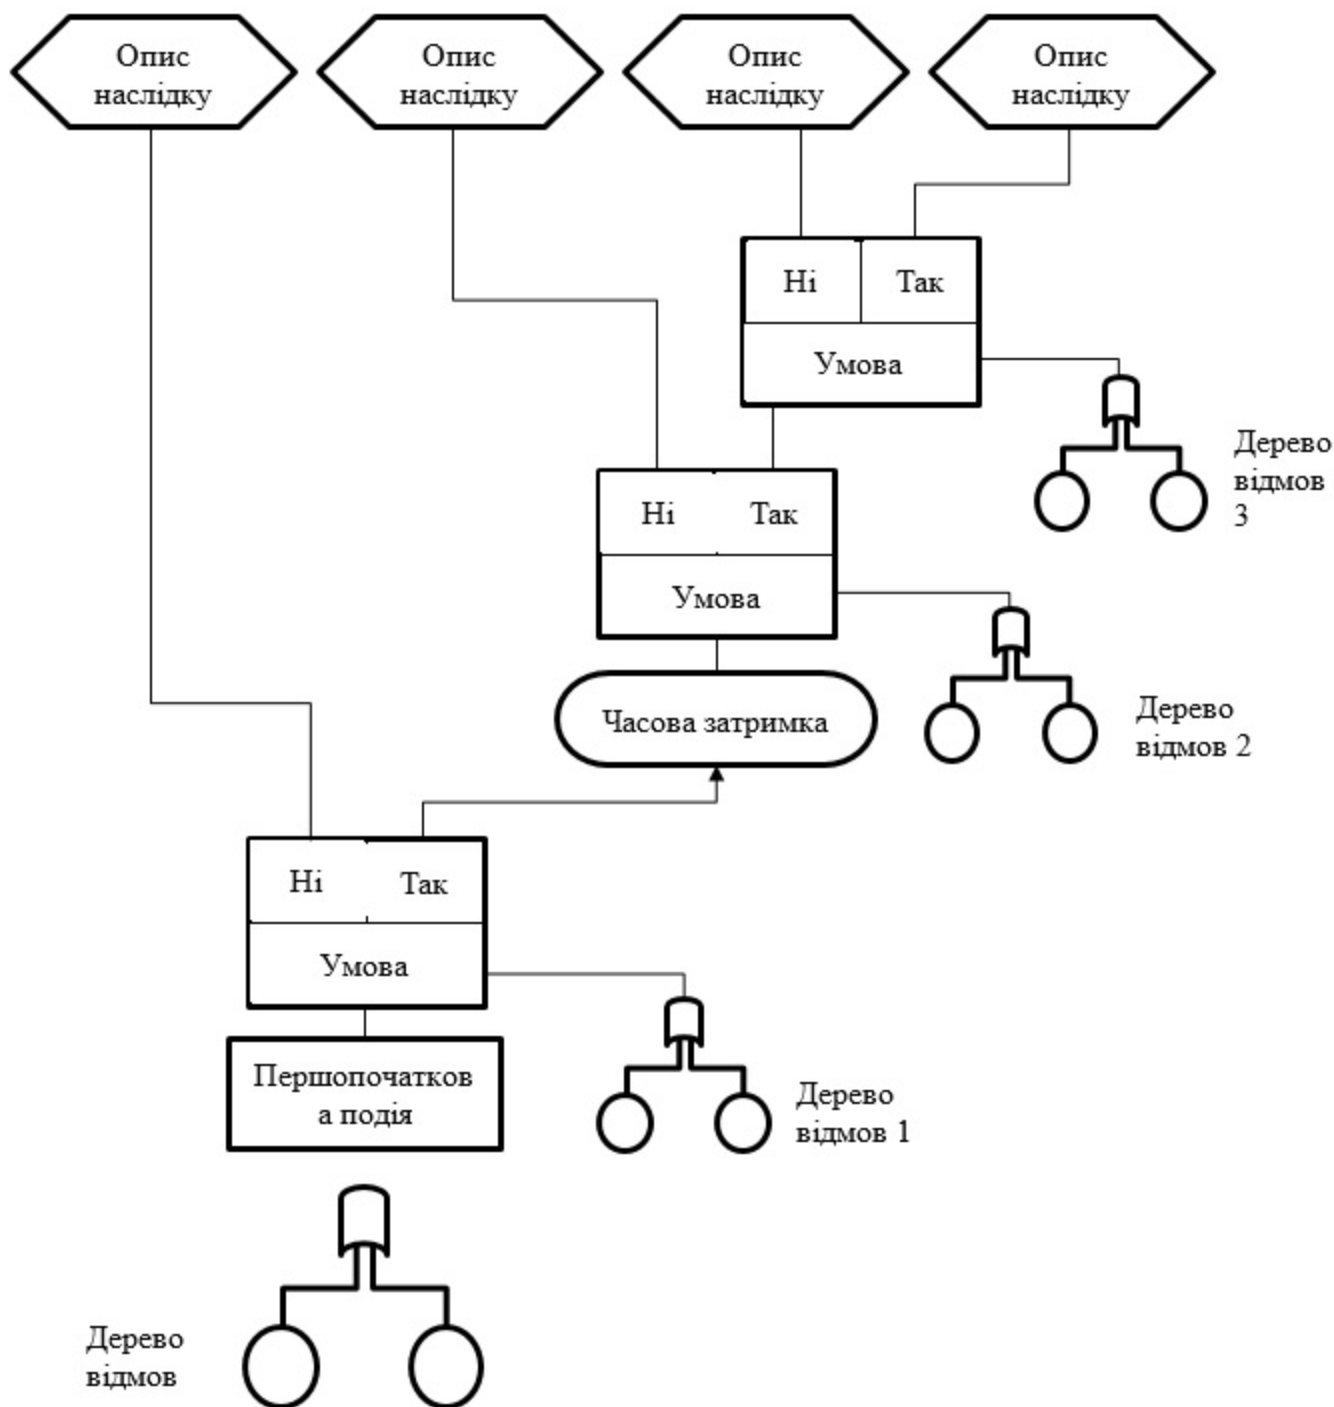 Опис
наслідку
Опис
наслідку
Опис
наслідку
Опис
наслідку
Ні
Так
Умова
Дерево
відмов
3
Ні
Так
Умова
Часова затримка
Дерево
відмов 2
Ні
Так
Умова
Першопочатков
а подія
Дерево
відмов 1
Дерево
відмов